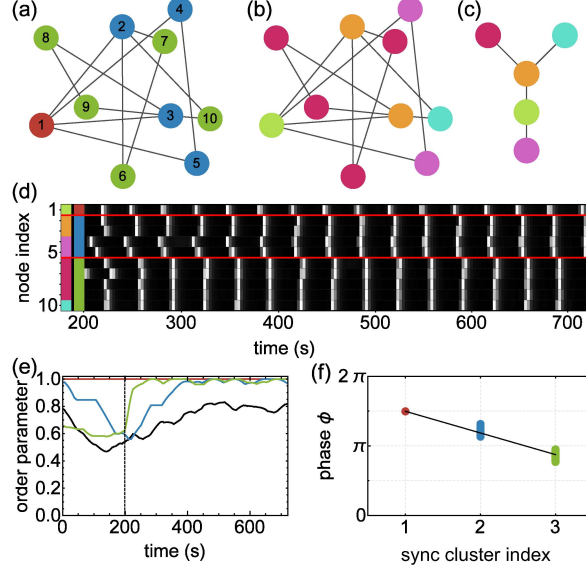 (a)
(b)
(c)
4
2
8
7
9
3
10
1
5
6
(d)
node index
1
5
10
200
300
400
500
600
700
time (s)
(e)
order parameter
1.0
0.8
0.6
0.4
0.2
0.0
0
200
400
600
time (s)
(f)
phase ϕ
2 π
π
0
1
2
3
sync cluster index